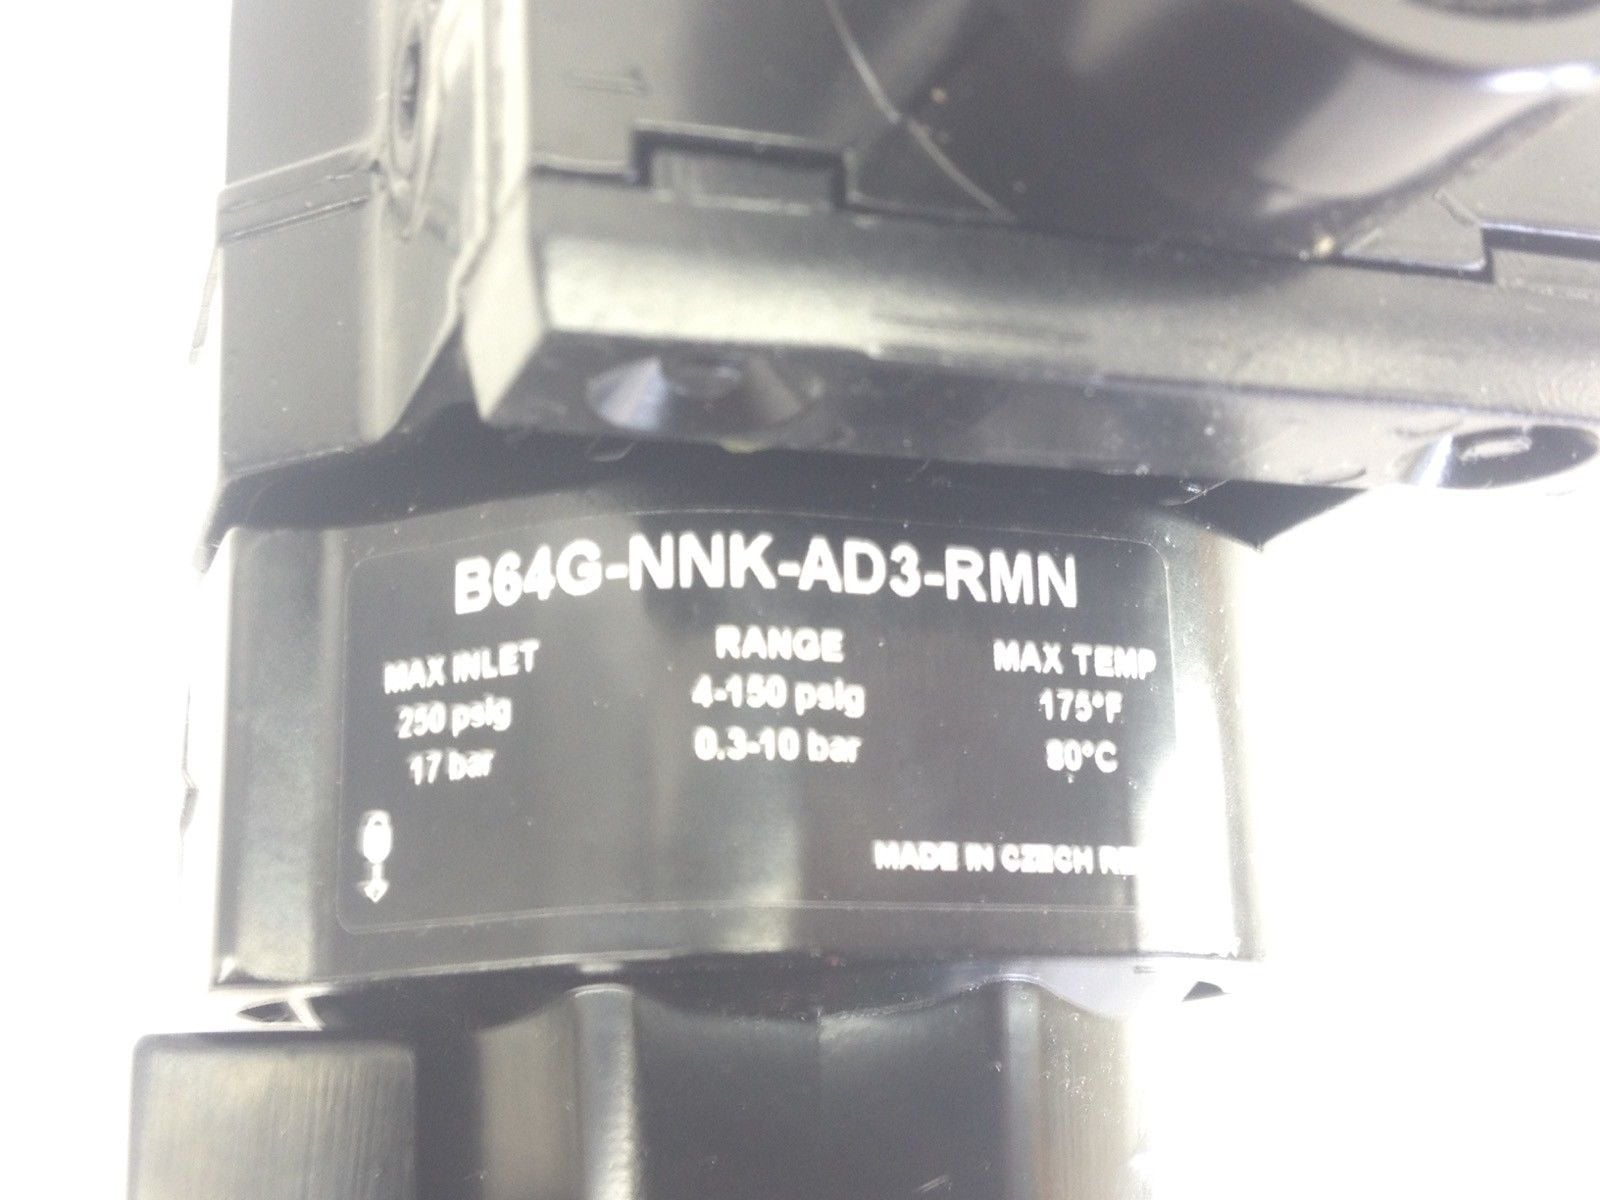 B64G-NNK-AD3-RMN
MAX INLET
250 psig
17 bar
RANGE
4-150 psig
0.3-10 bar
MAX TEMP
175°F
80°C
MADE IN CZECH